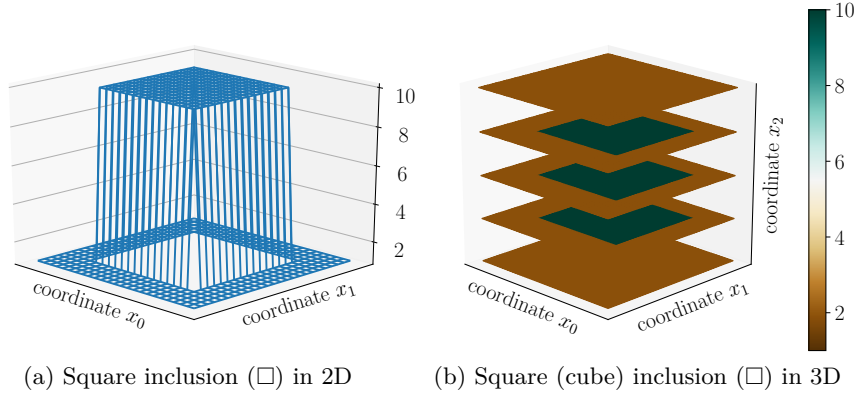 10
8
6
4
2
coordinate x₀
coordinate x₁
10
8
6
4
2
coordinate x₂
coordinate x₀
coordinate x₁
(a) Square inclusion (□) in 2D
(b) Square (cube) inclusion (□) in 3D